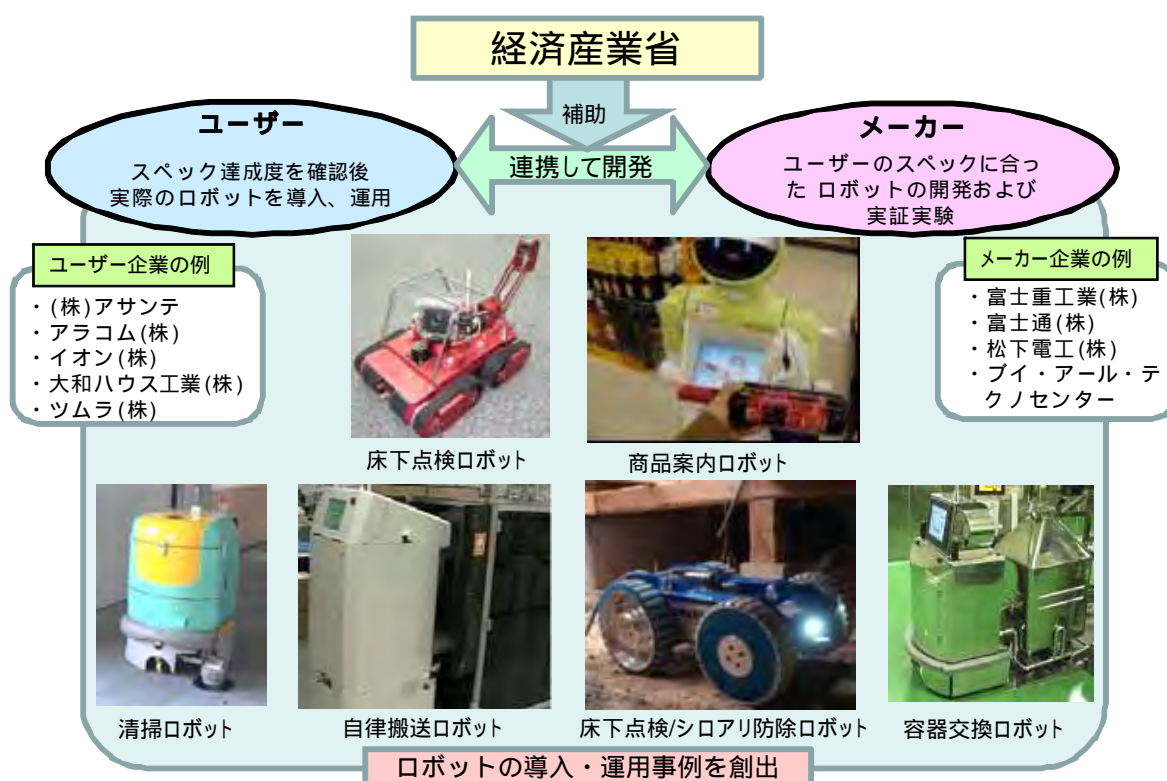 経済産業省
補助
ユーザー
スペック達成度を確認後
実際のロボットを導入、運用
連携して開発
メーカー
ユーザーのスペックに合っ
た ロボットの開発および
実証実験
ユーザー企業の例
・(株)アサンテ
・アラコム(株)
・イオン(株)
・大和ハウス工業(株)
・ツムラ(株)
メーカー企業の例
・富士重工業(株)
・富士通(株)
・松下電工(株)
・ブイ・アール・テ
クノセンター
床下点検ロボット
商品案内ロボット
清掃ロボット
自律搬送ロボット
床下点検/シロアリ防除ロボット
容器交換ロボット
ロボットの導入・運用事例を創出